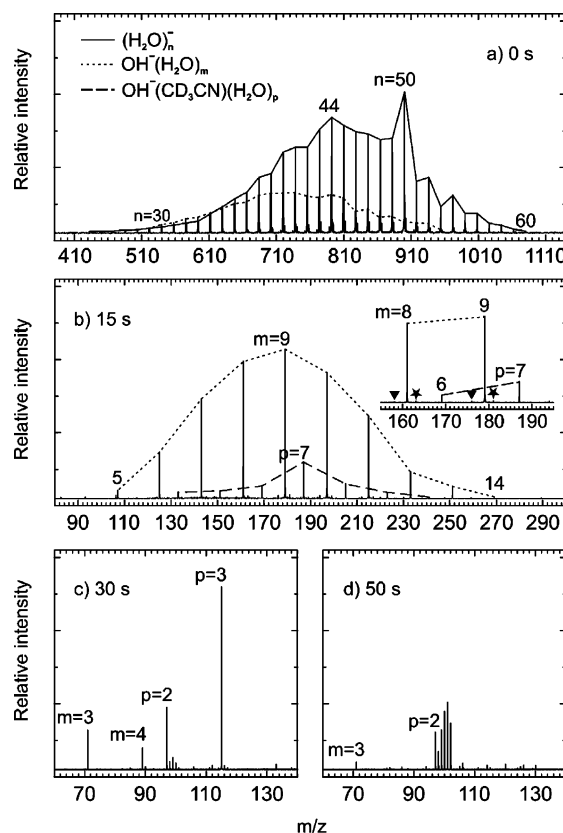 (H₂O)ₙ⁻
OH⁻(H₂O)ₘ
OH⁻(CD₃CN)(H₂O)ₚ
a) 0 s
n=50
44
n=30
60
Relative intensity
410 510 610 710 810 910 1010 1110
b) 15 s
m=9
p=7
5
14
m=8
9
6
p=7
160 170 180 190
Relative intensity
90 110 130 150 170 190 210 230 250 270 290
c) 30 s
p=3
p=2
m=3
m=4
Relative intensity
70 90 110 130
d) 50 s
p=2
m=3
70 90 110 130
m/z